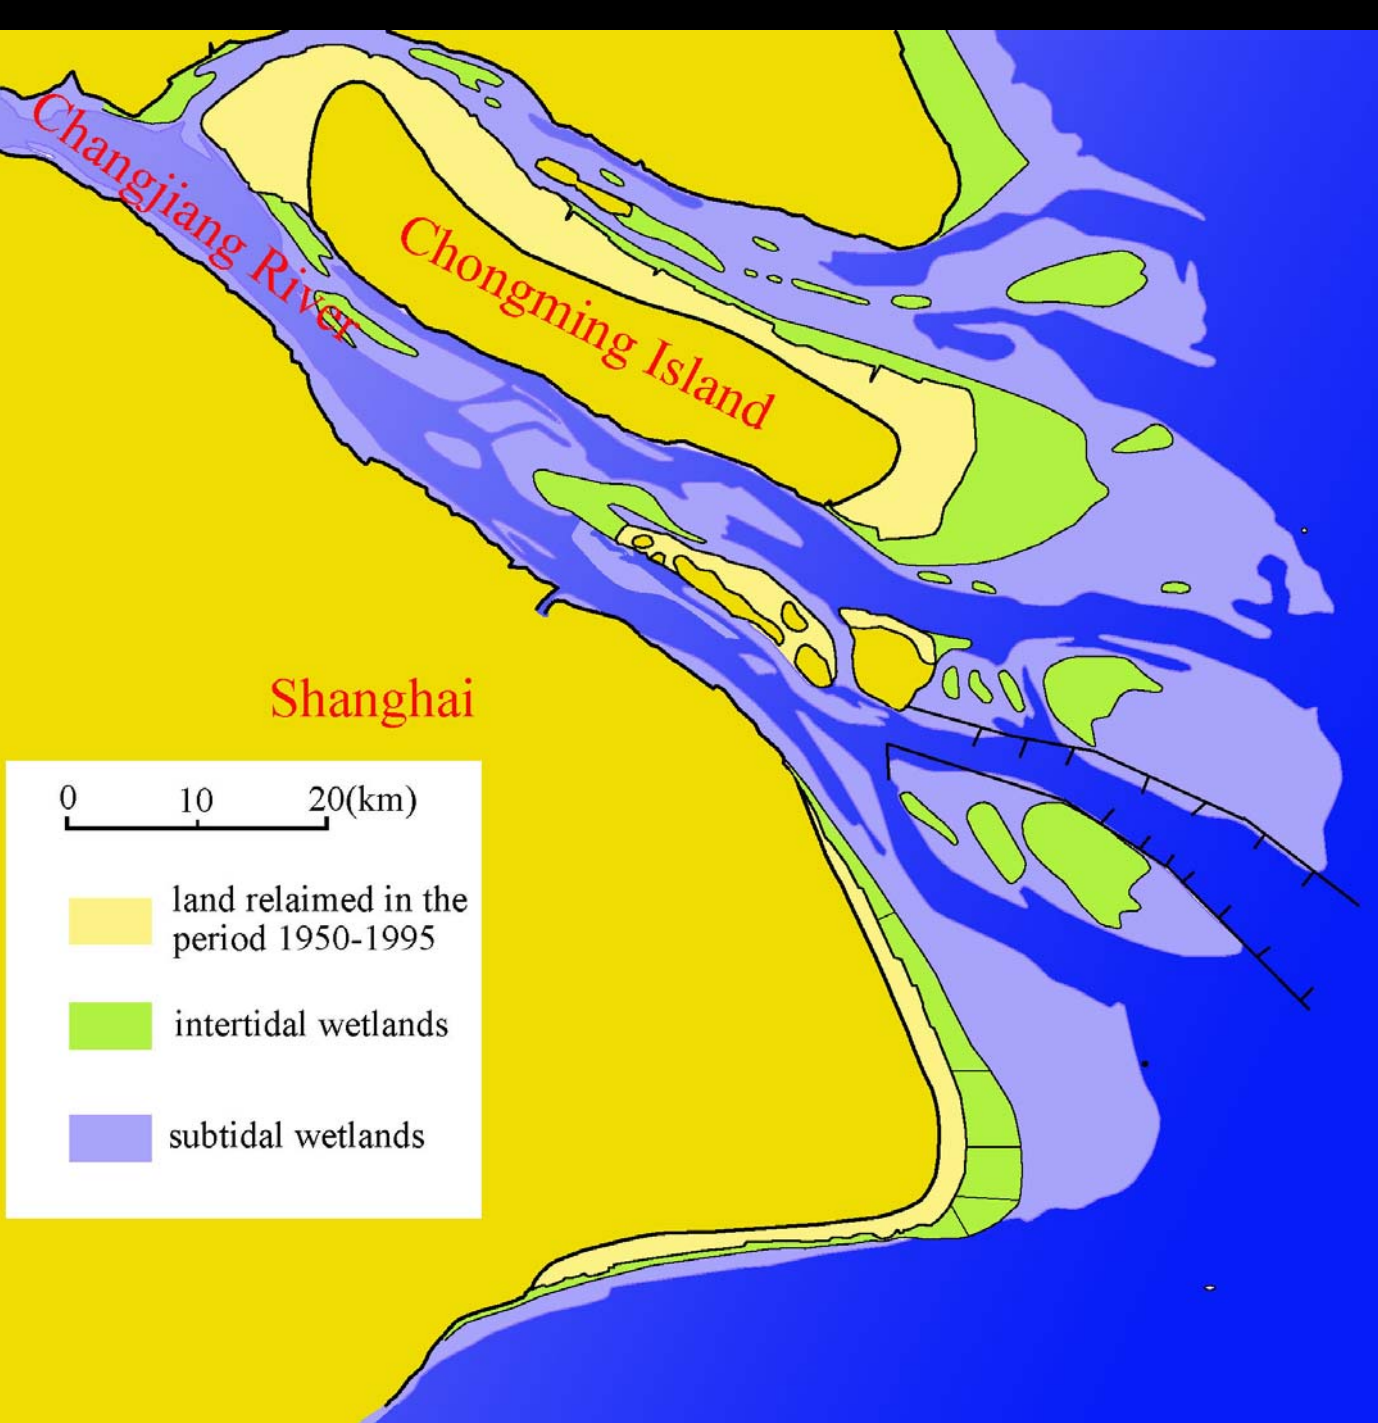 Changjiang River
Chongming Island
Shanghai
0 10 20(km)
land relaimed in the
period 1950-1995
intertidal wetlands
subtidal wetlands